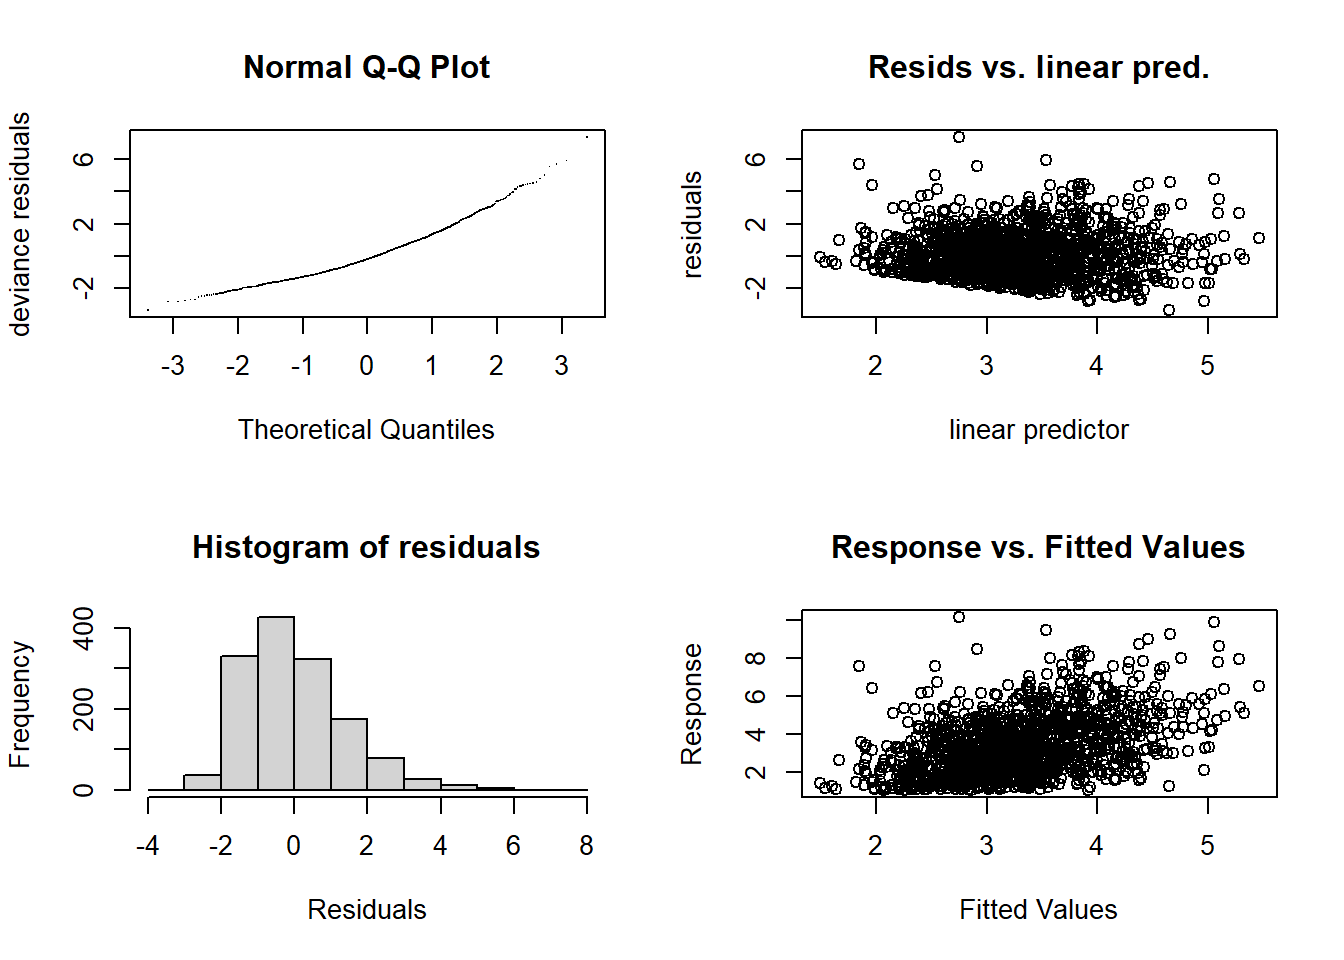 Normal Q-Q Plot
deviance residuals
-2 2 6
-3 -2 -1 0 1 2 3
Theoretical Quantiles
Resids vs. linear pred.
residuals
-2 2 6
2 3 4 5
linear predictor
Histogram of residuals
Frequency
0 200 400
-4 -2 0 2 4 6 8
Residuals
Response vs. Fitted Values
Response
2 4 6 8
2 3 4 5
Fitted Values